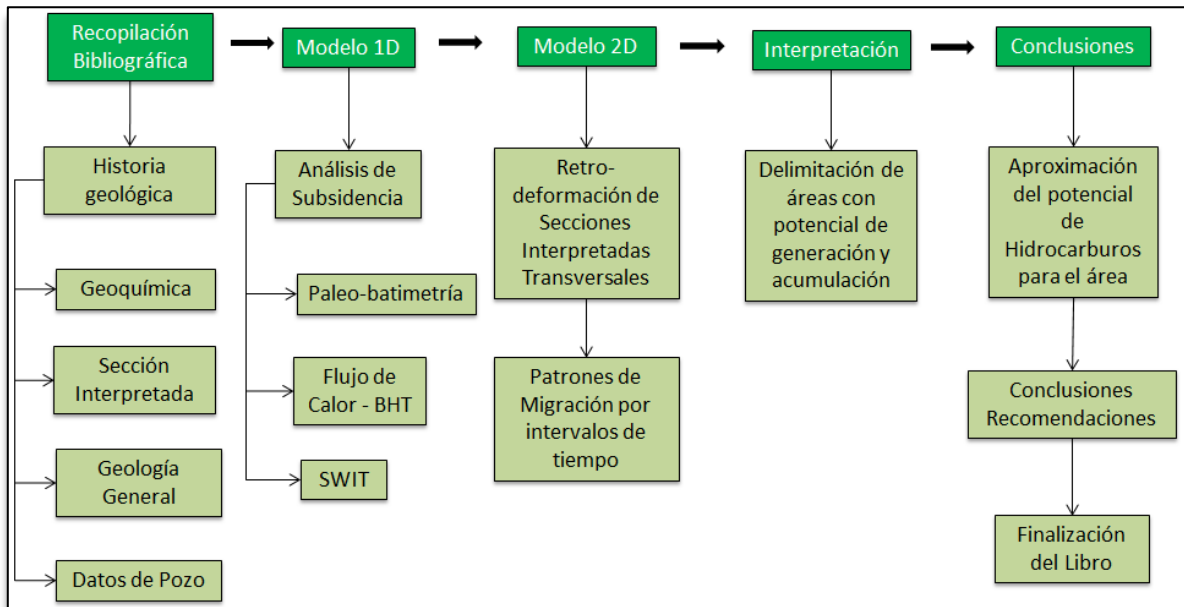 Recopilación
Bibliográfica
Modelo 1D
Modelo 2D
Interpretación
Conclusiones
Historia
geológica
Geoquímica
Sección
Interpretada
Geología
General
Datos de Pozo
Análisis de
Subsidencia
Paleo-batimetría
Flujo de
Calor - BHT
SWIT
Retro-
deformación de
Secciones
Interpretadas
Transversales
Patrones de
Migración por
intervalos de
tiempo
Delimitación de
áreas con
potencial de
generación y
acumulación
Aproximación
del potencial
de
Hidrocarburos
para el área
Conclusiones
Recomendaciones
Finalización
del Libro